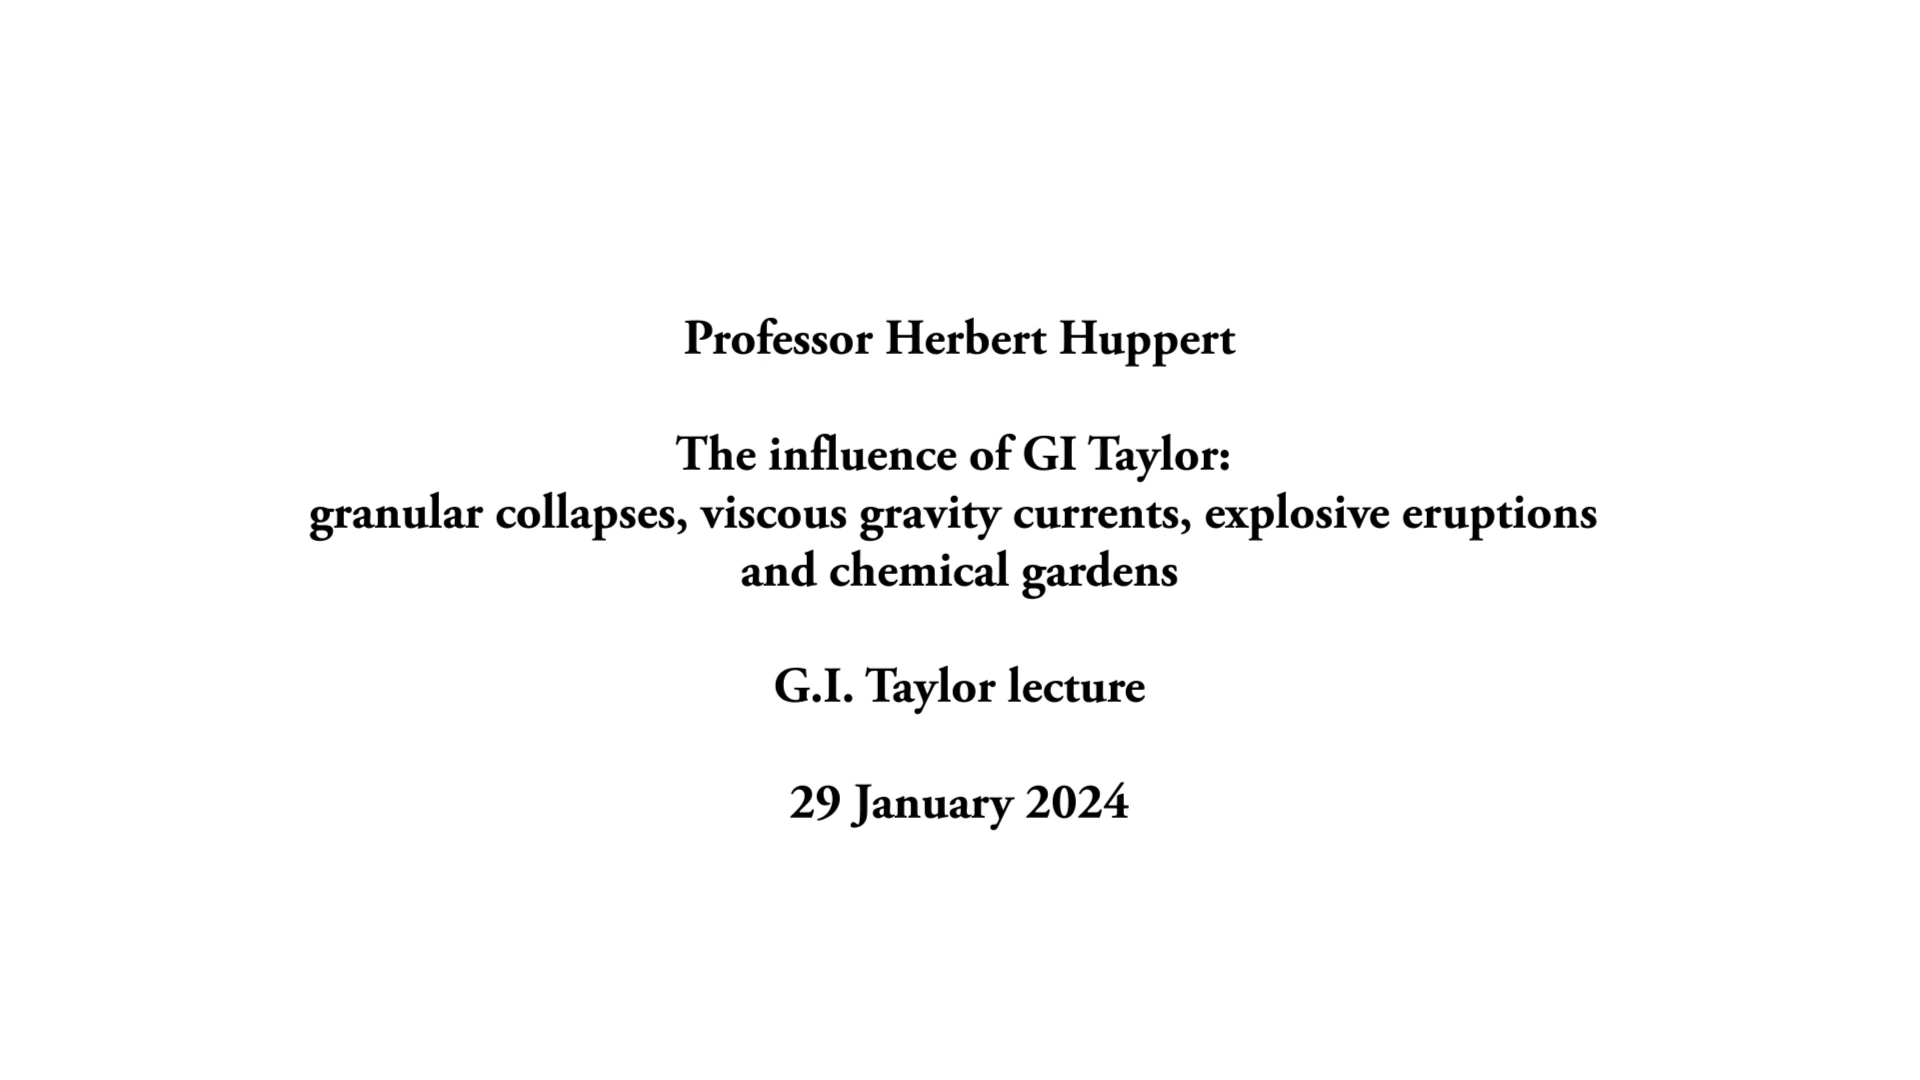 Professor Herbert Huppert
The influence of GI Taylor:
granular collapses, viscous gravity currents, explosive eruptions
and chemical gardens
G.I. Taylor lecture
29 January 2024